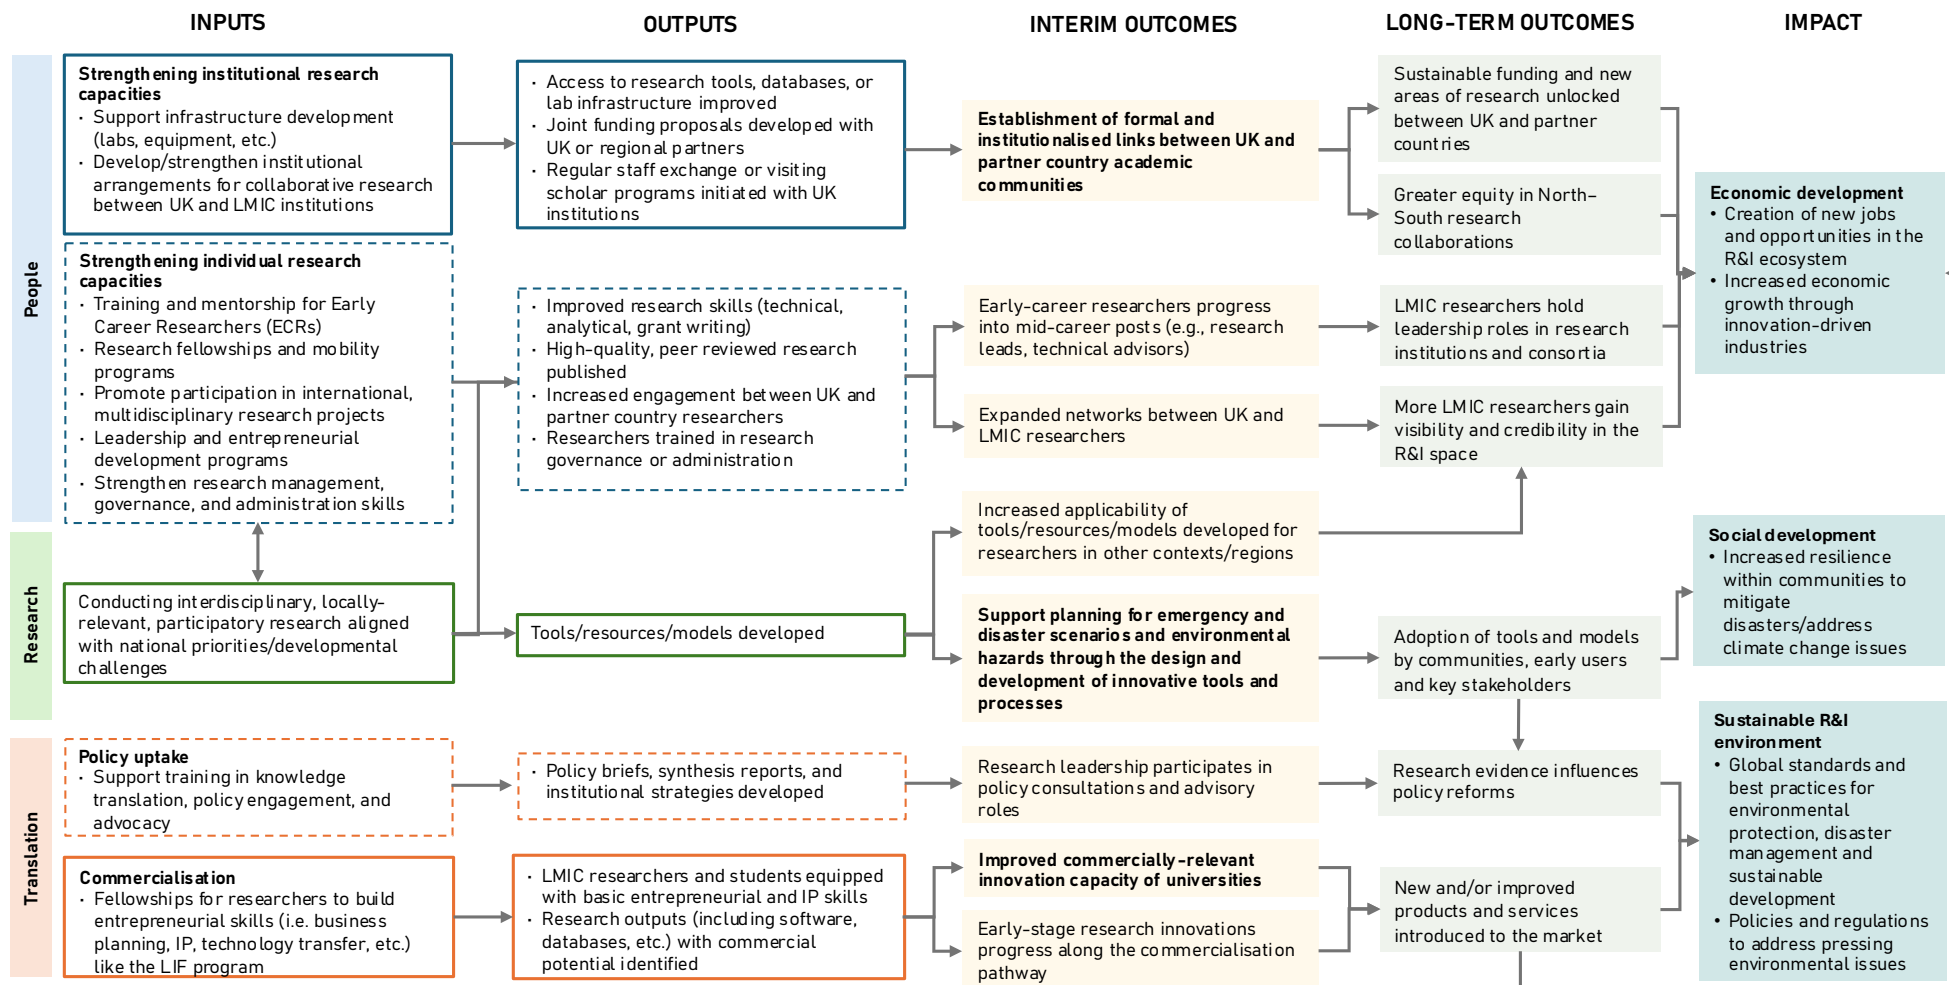 INPUTS
OUTPUTS
INTERIM OUTCOMES
LONG-TERM OUTCOMES
IMPACT
People
Strengthening institutional research
capacities
· Support infrastructure development
(labs, equipment, etc.)
· Develop/strengthen institutional
arrangements for collaborative research
between UK and LMIC institutions
· Access to research tools, databases, or
lab infrastructure improved
· Joint funding proposals developed with
UK or regional partners
· Regular staff exchange or visiting
scholar programs initiated with UK
institutions
Establishment of formal and
institutionalised links between UK and
partner country academic
communities
Sustainable funding and new
areas of research unlocked
between UK and partner
countries
Greater equity in North-
South research
collaborations
Economic development
• Creation of new jobs
and opportunities in the
R&I ecosystem
• Increased economic
growth through
innovation-driven
industries
Strengthening individual research
capacities
· Training and mentorship for Early
Career Researchers (ECRs)
· Research fellowships and mobility
programs
· Promote participation in international,
multidisciplinary research projects
· Leadership and entrepreneurial
development programs
· Strengthen research management,
governance, and administration skills
· Improved research skills (technical,
analytical, grant writing)
· High-quality, peer reviewed research
published
· Increased engagement between UK and
partner country researchers
· Researchers trained in research
governance or administration
Early-career researchers progress
into mid-career posts (e.g., research
leads, technical advisors)
Expanded networks between UK and
LMIC researchers
LMIC researchers hold
leadership roles in research
institutions and consortia
More LMIC researchers gain
visibility and credibility in the
R&I space
Research
Conducting interdisciplinary, locally-
relevant, participatory research aligned
with national priorities/developmental
challenges
Tools/resources/models developed
Increased applicability of
tools/resources/models developed for
researchers in other contexts/regions
Support planning for emergency and
disaster scenarios and environmental
hazards through the design and
development of innovative tools and
processes
Adoption of tools and models
by communities, early users
and key stakeholders
Social development
• Increased resilience
within communities to
mitigate
disasters/address
climate change issues
Translation
Policy uptake
· Support training in knowledge
translation, policy engagement, and
advocacy
· Policy briefs, synthesis reports, and
institutional strategies developed
Research leadership participates in
policy consultations and advisory
roles
Research evidence influences
policy reforms
Sustainable R&I
environment
• Global standards and
best practices for
environmental
protection, disaster
management and
sustainable
development
• Policies and regulations
to address pressing
environmental issues
Commercialisation
· Fellowships for researchers to build
entrepreneurial skills (i.e. business
planning, IP, technology transfer, etc.)
like the LIF program
· LMIC researchers and students equipped
with basic entrepreneurial and IP skills
· Research outputs (including software,
databases, etc.) with commercial
potential identified
Improved commercially-relevant
innovation capacity of universities
Early-stage research innovations
progress along the commercialisation
pathway
New and/or improved
products and services
introduced to the market